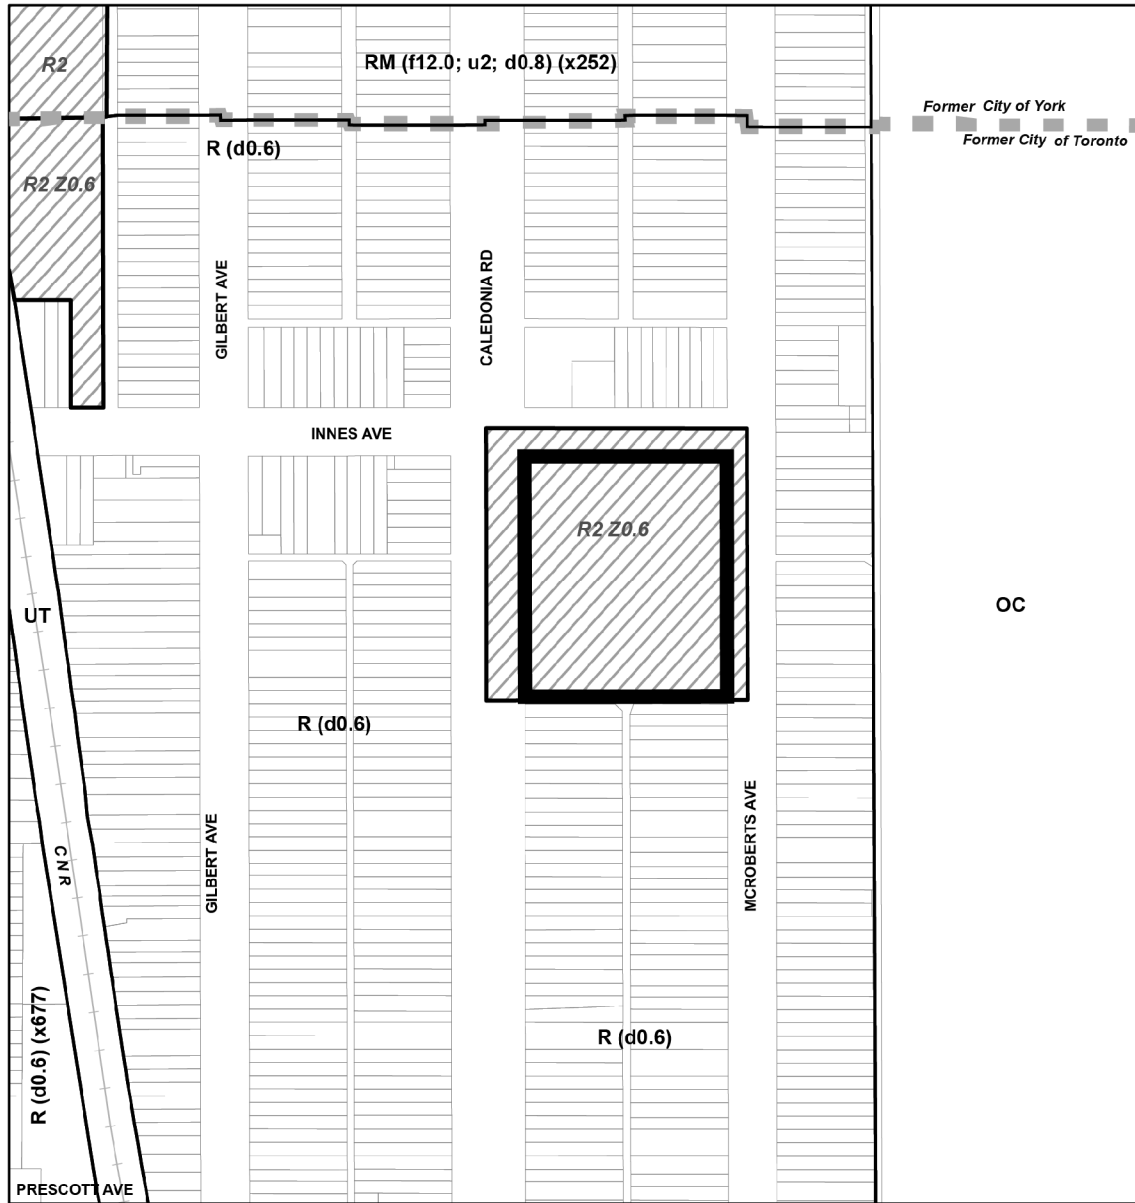 R2
RM (f12.0; u2; d0.8) (x252)
Former City of York
Former City of Toronto
R (d0.6)
R2 Z0.6
GILBERT AVE
CALEDONIA RD
INNES AVE
R2 Z0.6
UT
OC
R (d0.6)
GILBERT AVE
MCROBERTS AVE
CNR
R (d0.6) (x677)
R (d0.6)
PRESCOTT AVE